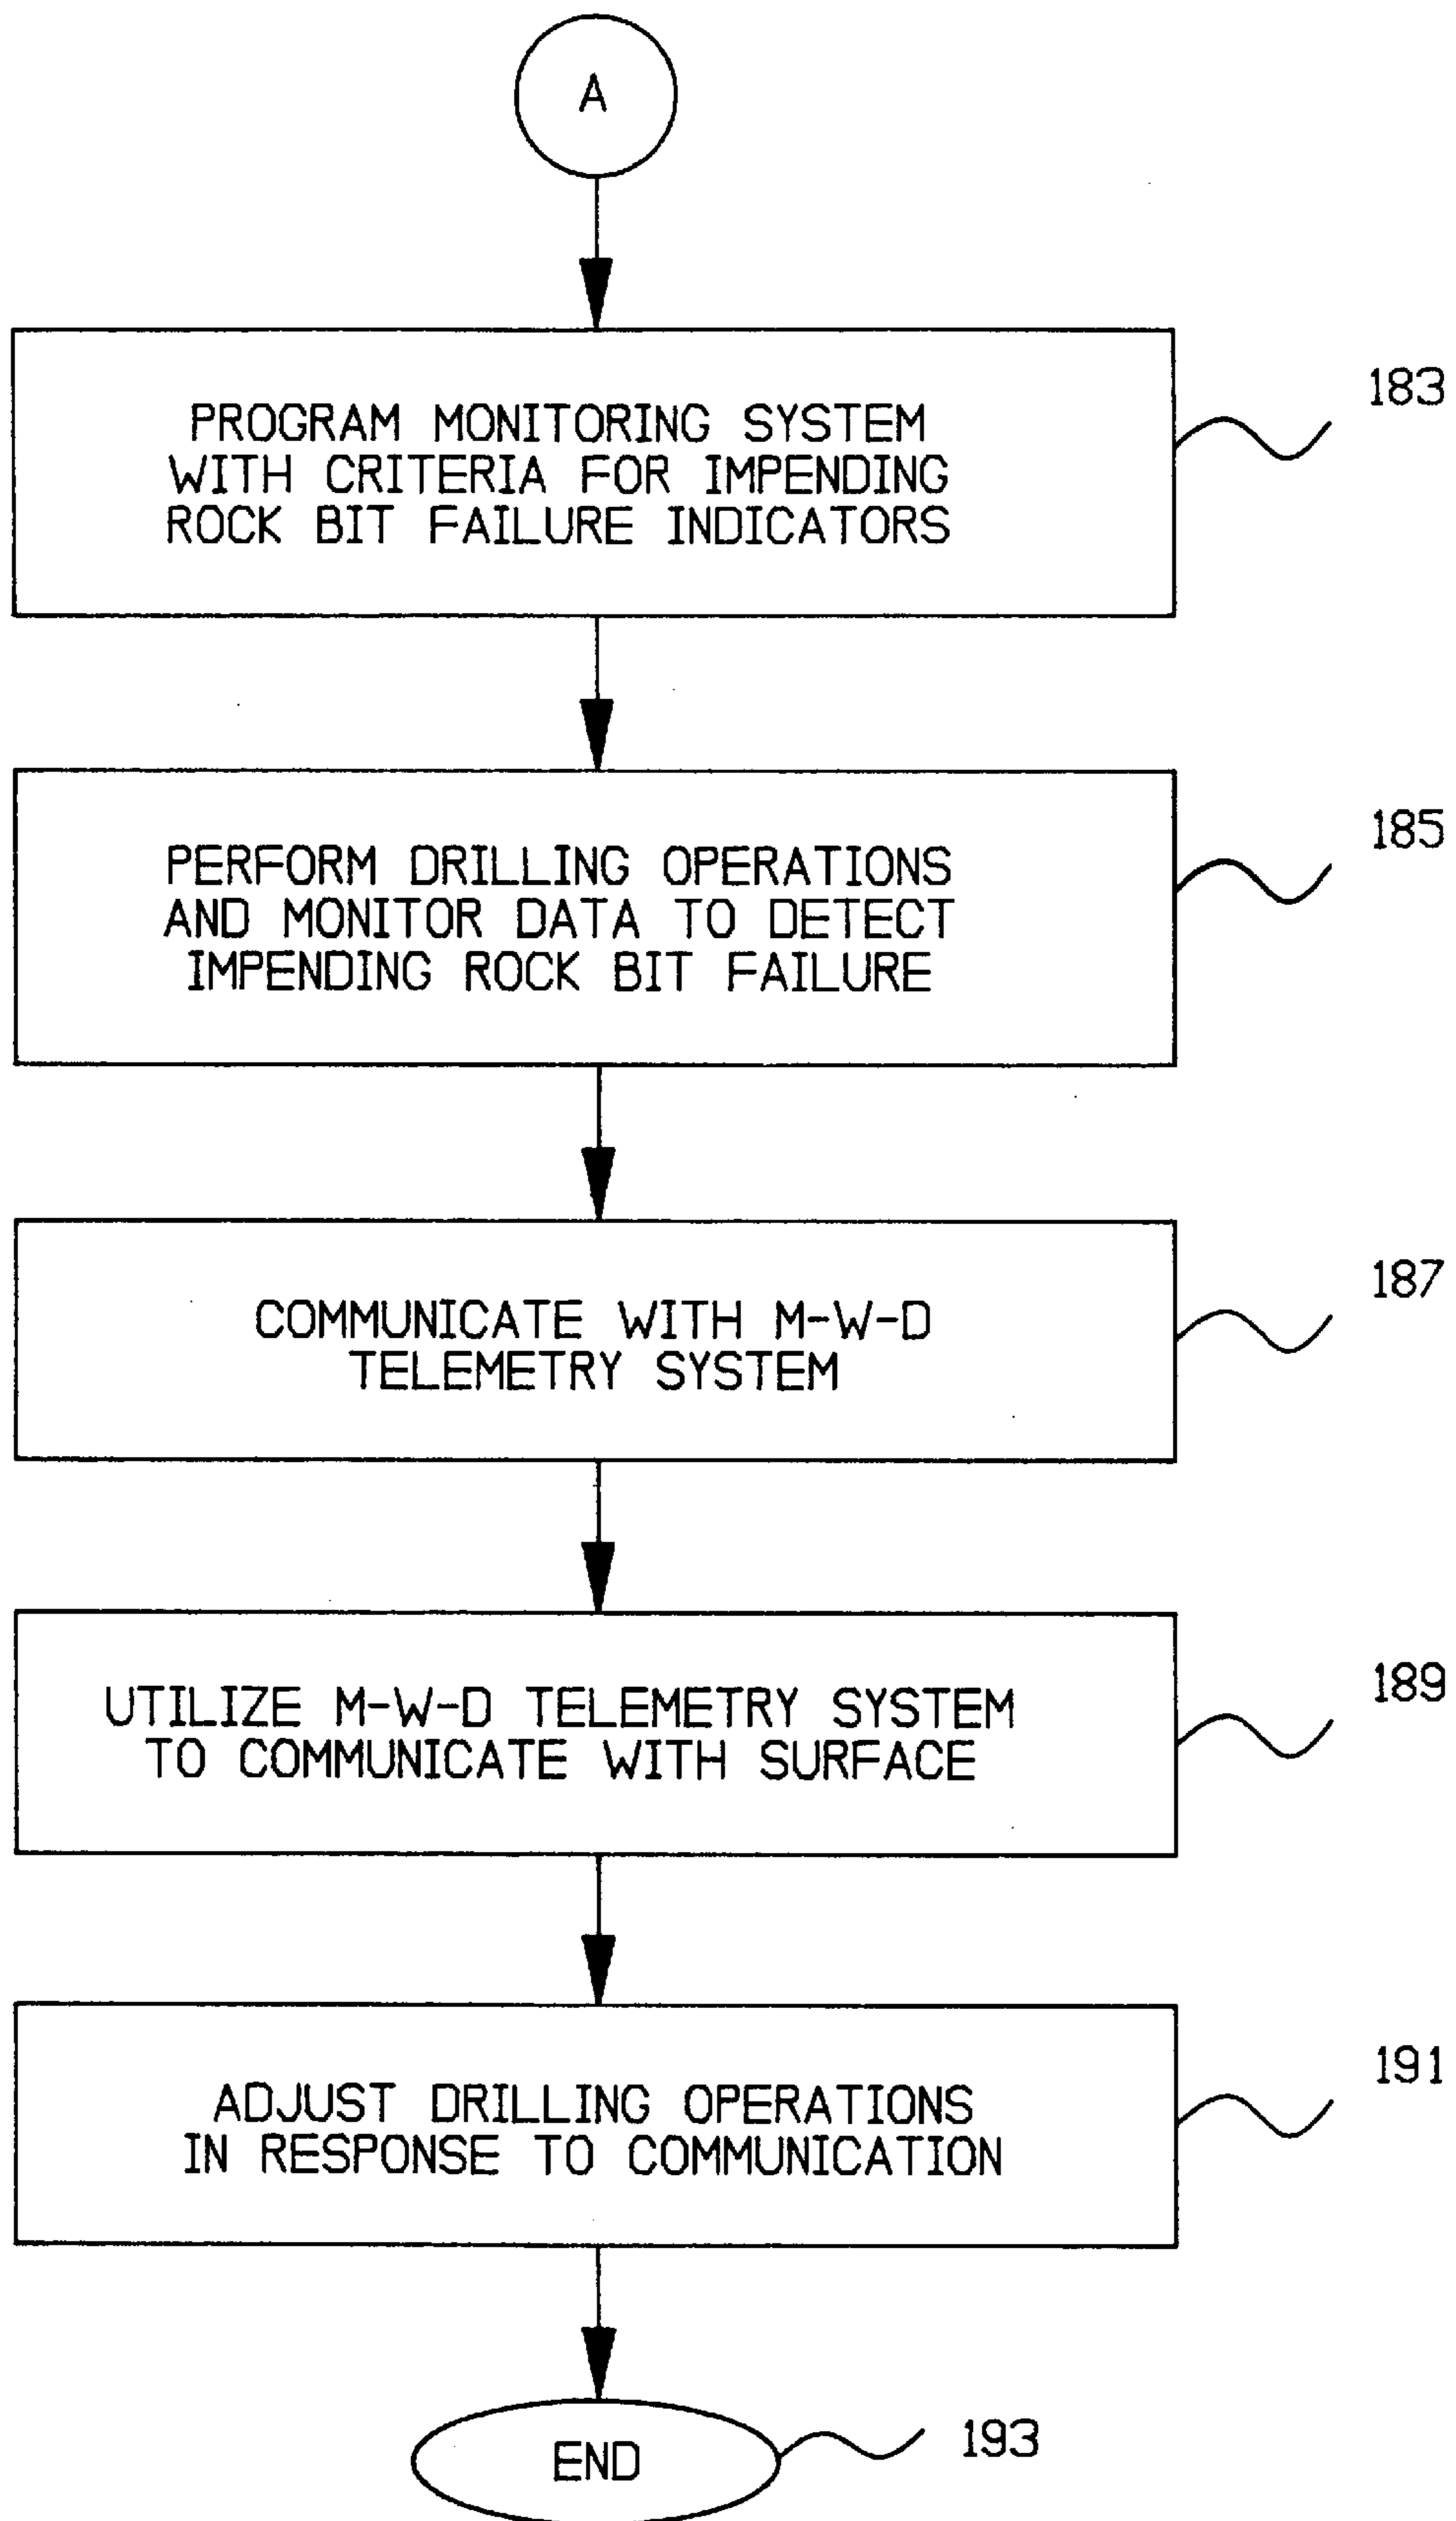 A
PROGRAM MONITORING SYSTEM
WITH CRITERIA FOR IMPENDING
ROCK BIT FAILURE INDICATORS
183
PERFORM DRILLING OPERATIONS
AND MONITOR DATA TO DETECT
IMPENDING ROCK BIT FAILURE
185
COMMUNICATE WITH M-W-D
TELEMETRY SYSTEM
187
UTILIZE M-W-D TELEMETRY SYSTEM
TO COMMUNICATE WITH SURFACE
189
ADJUST DRILLING OPERATIONS
IN RESPONSE TO COMMUNICATION
191
END
193